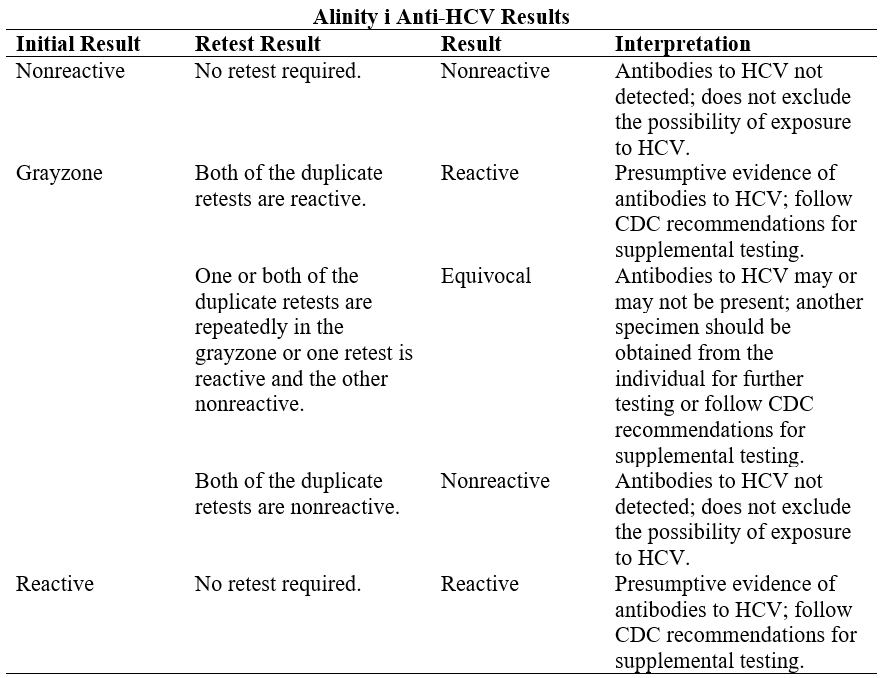 Alinity i Anti-HCV Results
Initial Result Retest Result Result Interpretation
Nonreactive No retest required. Nonreactive Antibodies to HCV not
detected; does not exclude
the possibility of exposure
to HCV.
Grayzone Both of the duplicate Reactive Presumptive evidence of
retests are reactive. antibodies to HCV; follow
CDC recommendations for
supplemental testing.
One or both of the Equivocal Antibodies to HCV may or
duplicate retests are may not be present; another
repeatedly in the specimen should be
grayzone or one retest is obtained from the
reactive and the other individual for further
nonreactive. testing or follow CDC
recommendations for
supplemental testing.
Both of the duplicate Nonreactive Antibodies to HCV not
retests are nonreactive. detected; does not exclude
the possibility of exposure
to HCV.
Reactive No retest required. Reactive Presumptive evidence of
antibodies to HCV; follow
CDC recommendations for
supplemental testing.